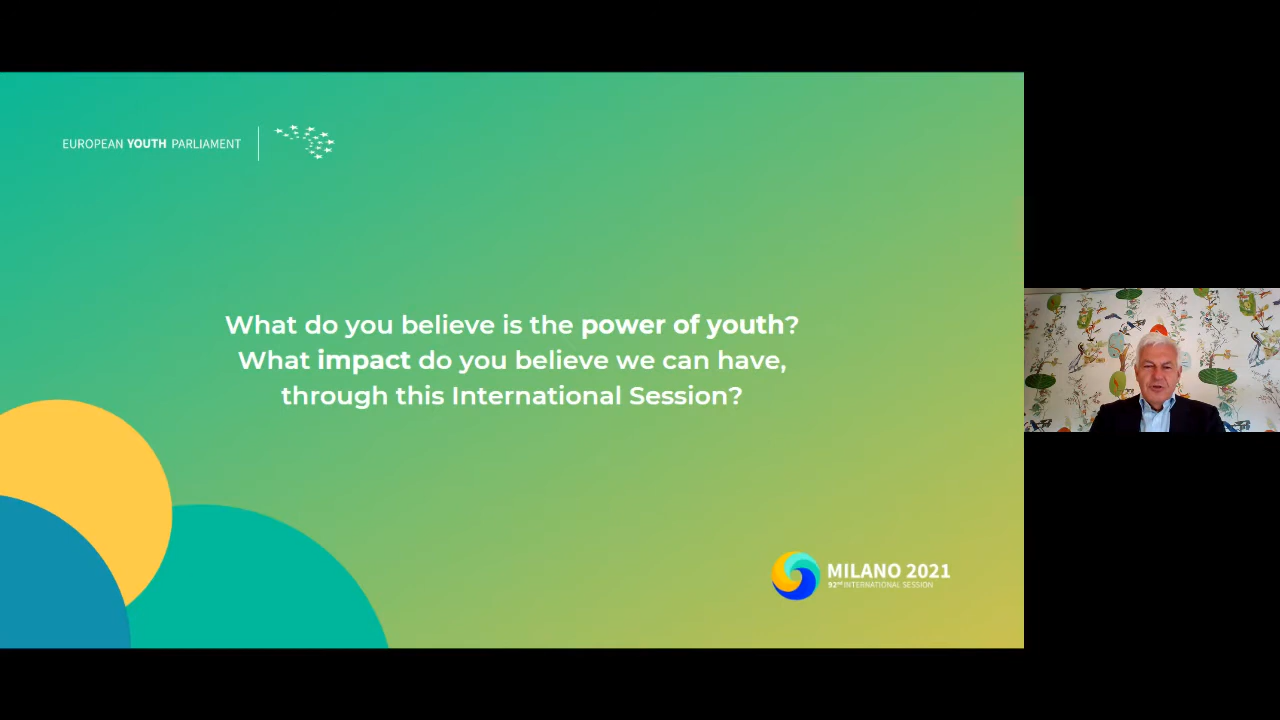 EUROPEAN YOUTH PARLIAMENT
What do you believe is the power of youth?
What impact do you believe we can have,
through this International Session?
MILANO 2021
92nd INTERNATIONAL SESSION